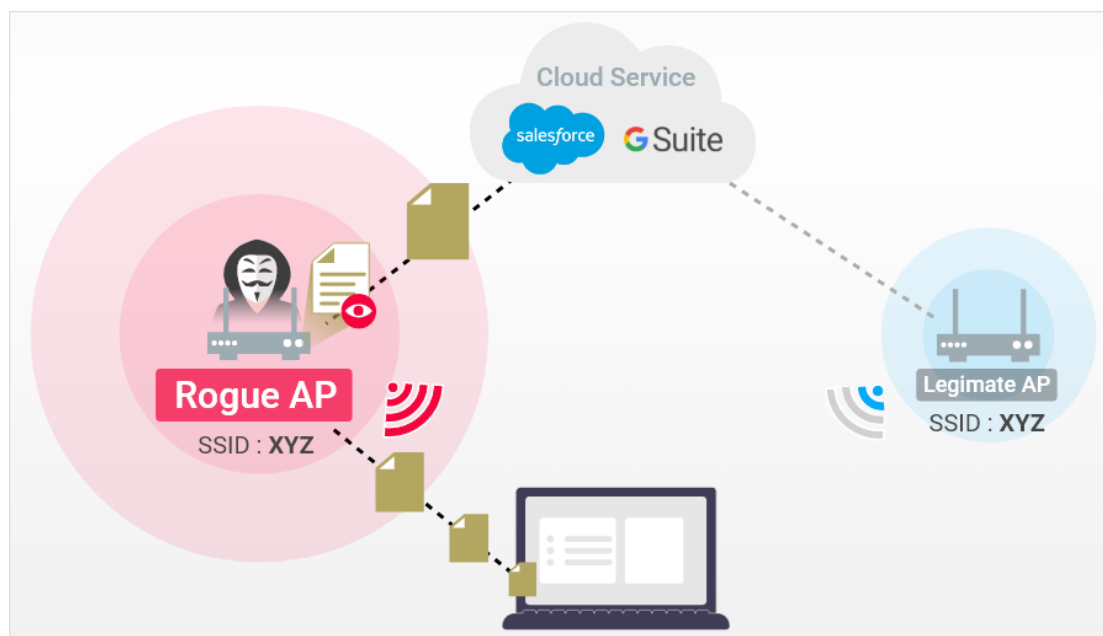 Cloud Service
salesforce
G Suite
Rogue AP
SSID : XYZ
Legimate AP
SSID : XYZ